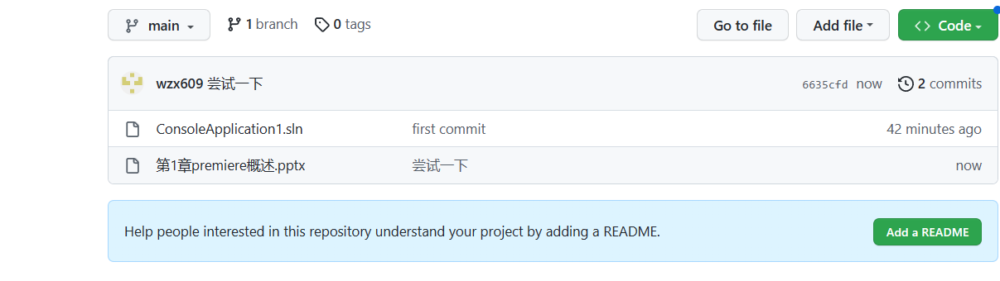 main 1 branch 0 tags Go to file Add file Code
wzx609 尝试一下 6635cfd now 2 commits
ConsoleApplication1.sln first commit 42 minutes ago
第1章premiere概述.pptx 尝试一下 now
Help people interested in this repository understand your project by adding a README. Add a README